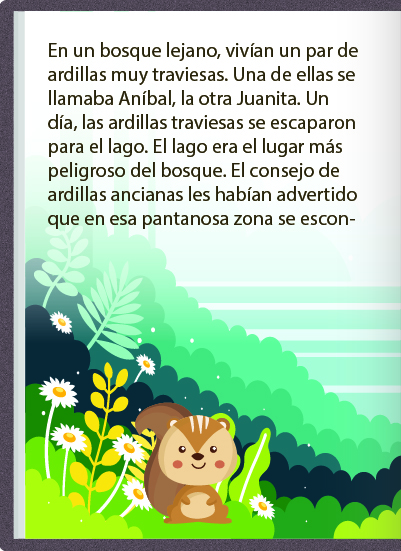 En un bosque lejano, vivían un par de
ardillas muy traviesas. Una de ellas se
llamaba Aníbal, la otra Juanita. Un
día, las ardillas traviesas se escaparon
para el lago. El lago era el lugar más
peligroso del bosque. El consejo de
ardillas ancianas les habían advertido
que en esa pantanosa zona se escon-